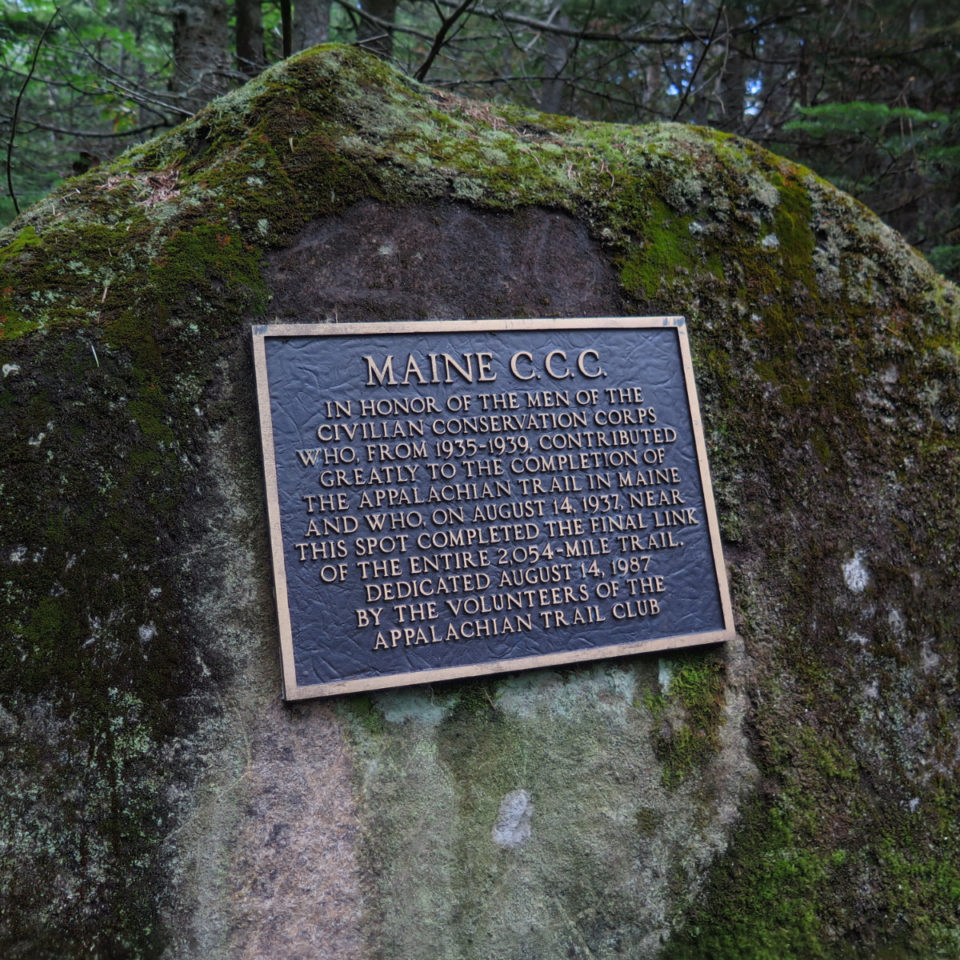 MAINE C.C.C.
IN HONOR OF THE MEN OF THE
CIVILIAN CONSERVATION CORPS
WHO, FROM 1935-1939, CONTRIBUTED
GREATLY TO THE COMPLETION OF
THE APPALACHIAN TRAIL IN MAINE
AND WHO, ON AUGUST 14, 1937, NEAR
THIS SPOT COMPLETED THE FINAL LINK
OF THE ENTIRE 2,054-MILE TRAIL.
DEDICATED AUGUST 14, 1987
BY THE VOLUNTEERS OF THE
APPALACHIAN TRAIL CLUB